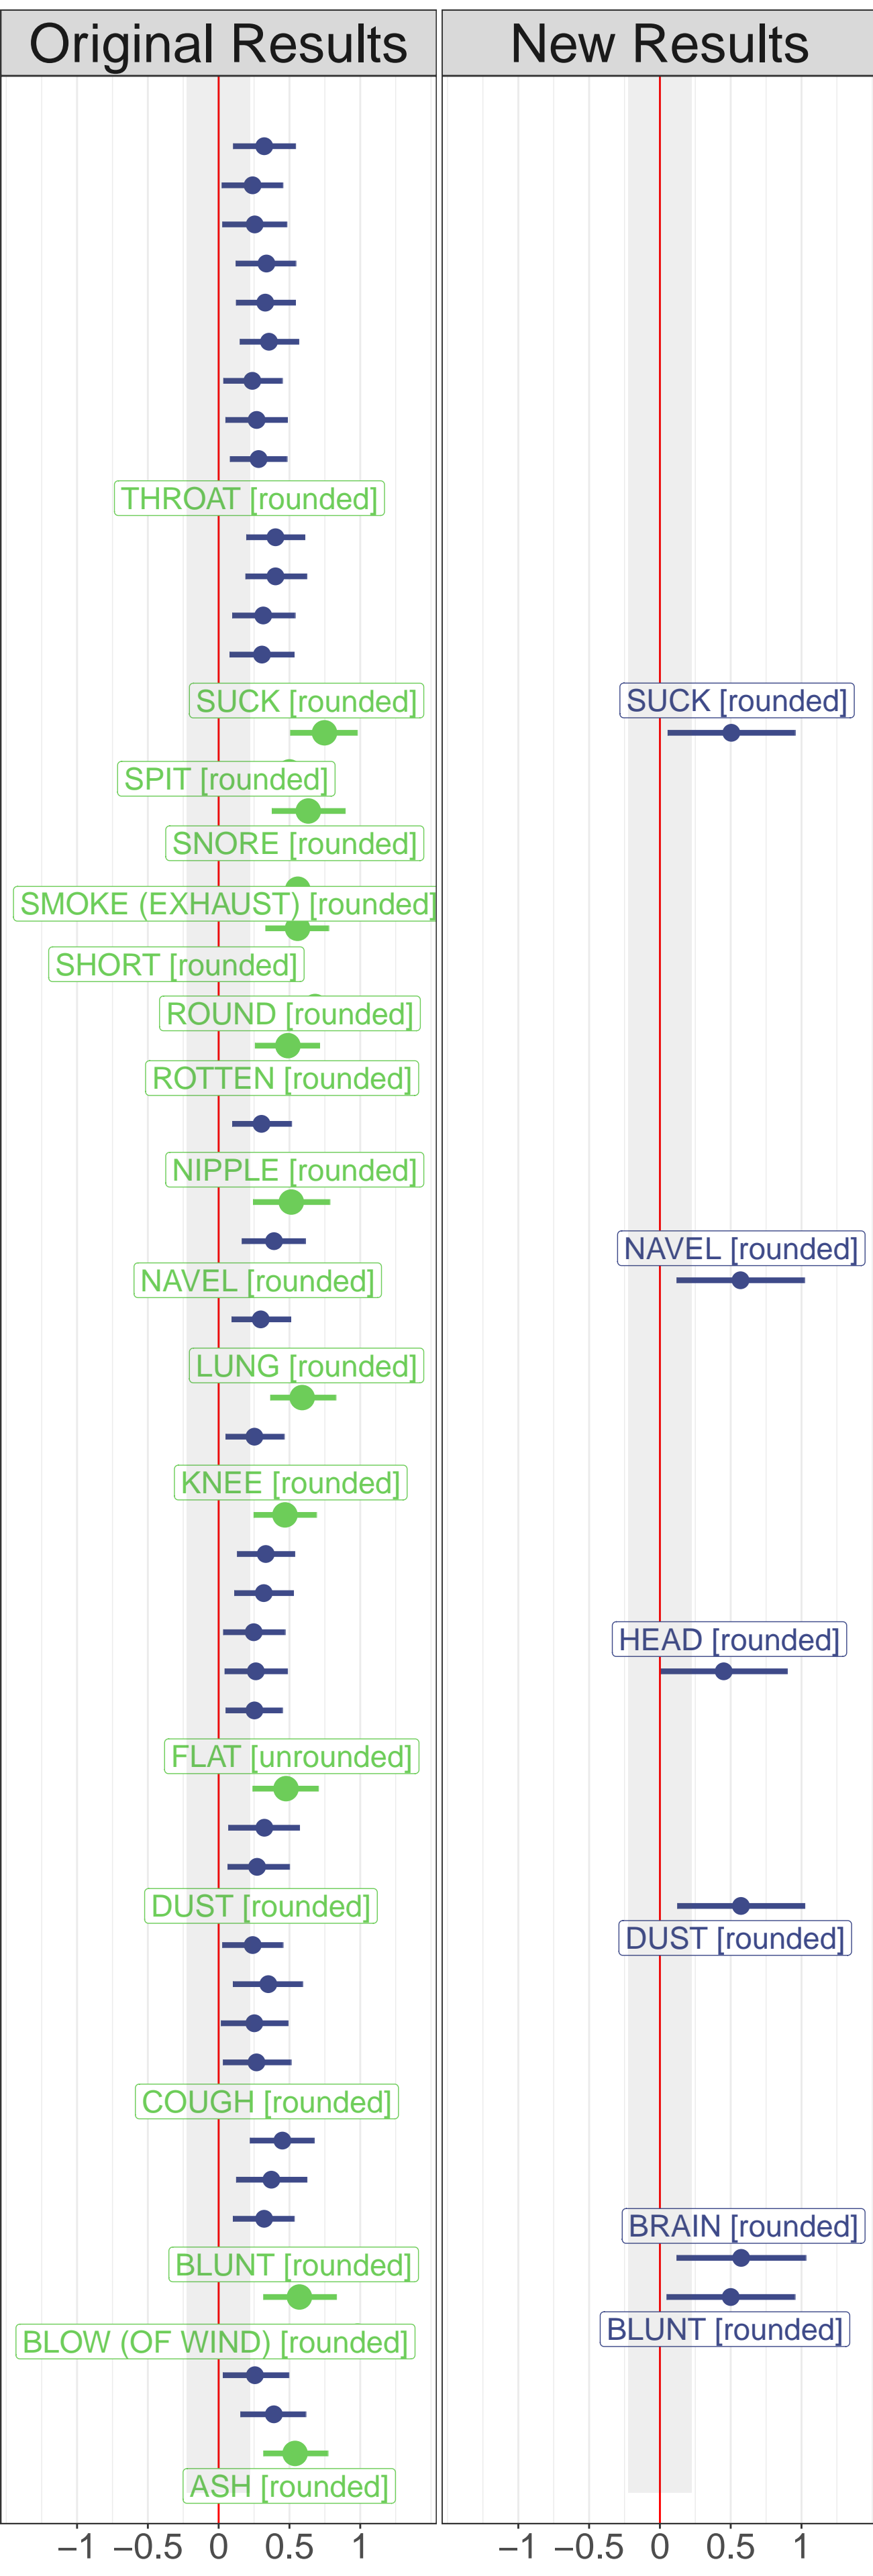 Original Results
New Results
THROAT [rounded]
SUCK [rounded]
SUCK [rounded]
SPIT [rounded]
SNORE [rounded]
SMOKE (EXHAUST) [rounded]
SHORT [rounded]
ROUND [rounded]
ROTTEN [rounded]
NIPPLE [rounded]
NAVEL [rounded]
NAVEL [rounded]
LUNG [rounded]
KNEE [rounded]
HEAD [rounded]
FLAT [unrounded]
DUST [rounded]
DUST [rounded]
COUGH [rounded]
BRAIN [rounded]
BLUNT [rounded]
BLUNT [rounded]
BLOW (OF WIND) [rounded]
ASH [rounded]
−1 −0.5 0 0.5 1
−1 −0.5 0 0.5 1